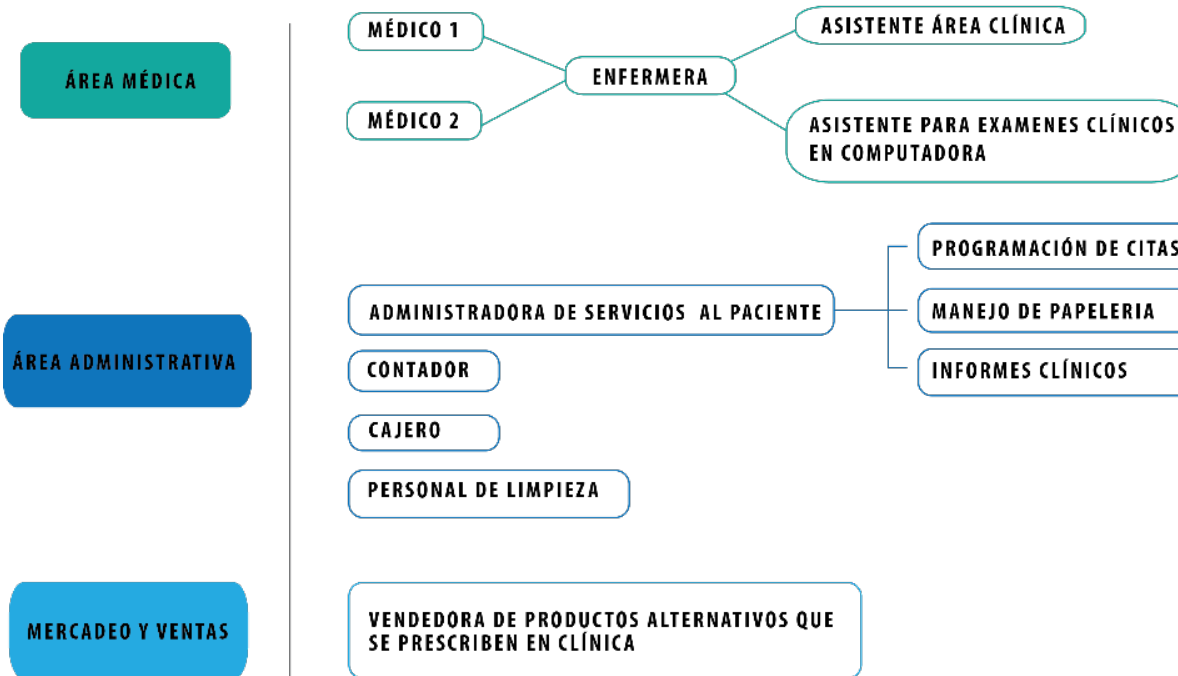 ÁREA MÉDICA
MÉDICO 1
MÉDICO 2
ENFERMERA
ASISTENTE ÁREA CLÍNICA
ASISTENTE PARA EXAMENES CLÍNICOS
EN COMPUTADORA
ÁREA ADMINISTRATIVA
ADMINISTRADORA DE SERVICIOS AL PACIENTE
PROGRAMACIÓN DE CITAS
MANEJO DE PAPELERIA
INFORMES CLÍNICOS
CONTADOR
CAJERO
PERSONAL DE LIMPIEZA
MERCADEO Y VENTAS
VENDEDORA DE PRODUCTOS ALTERNATIVOS QUE
SE PRESCRIBEN EN CLÍNICA